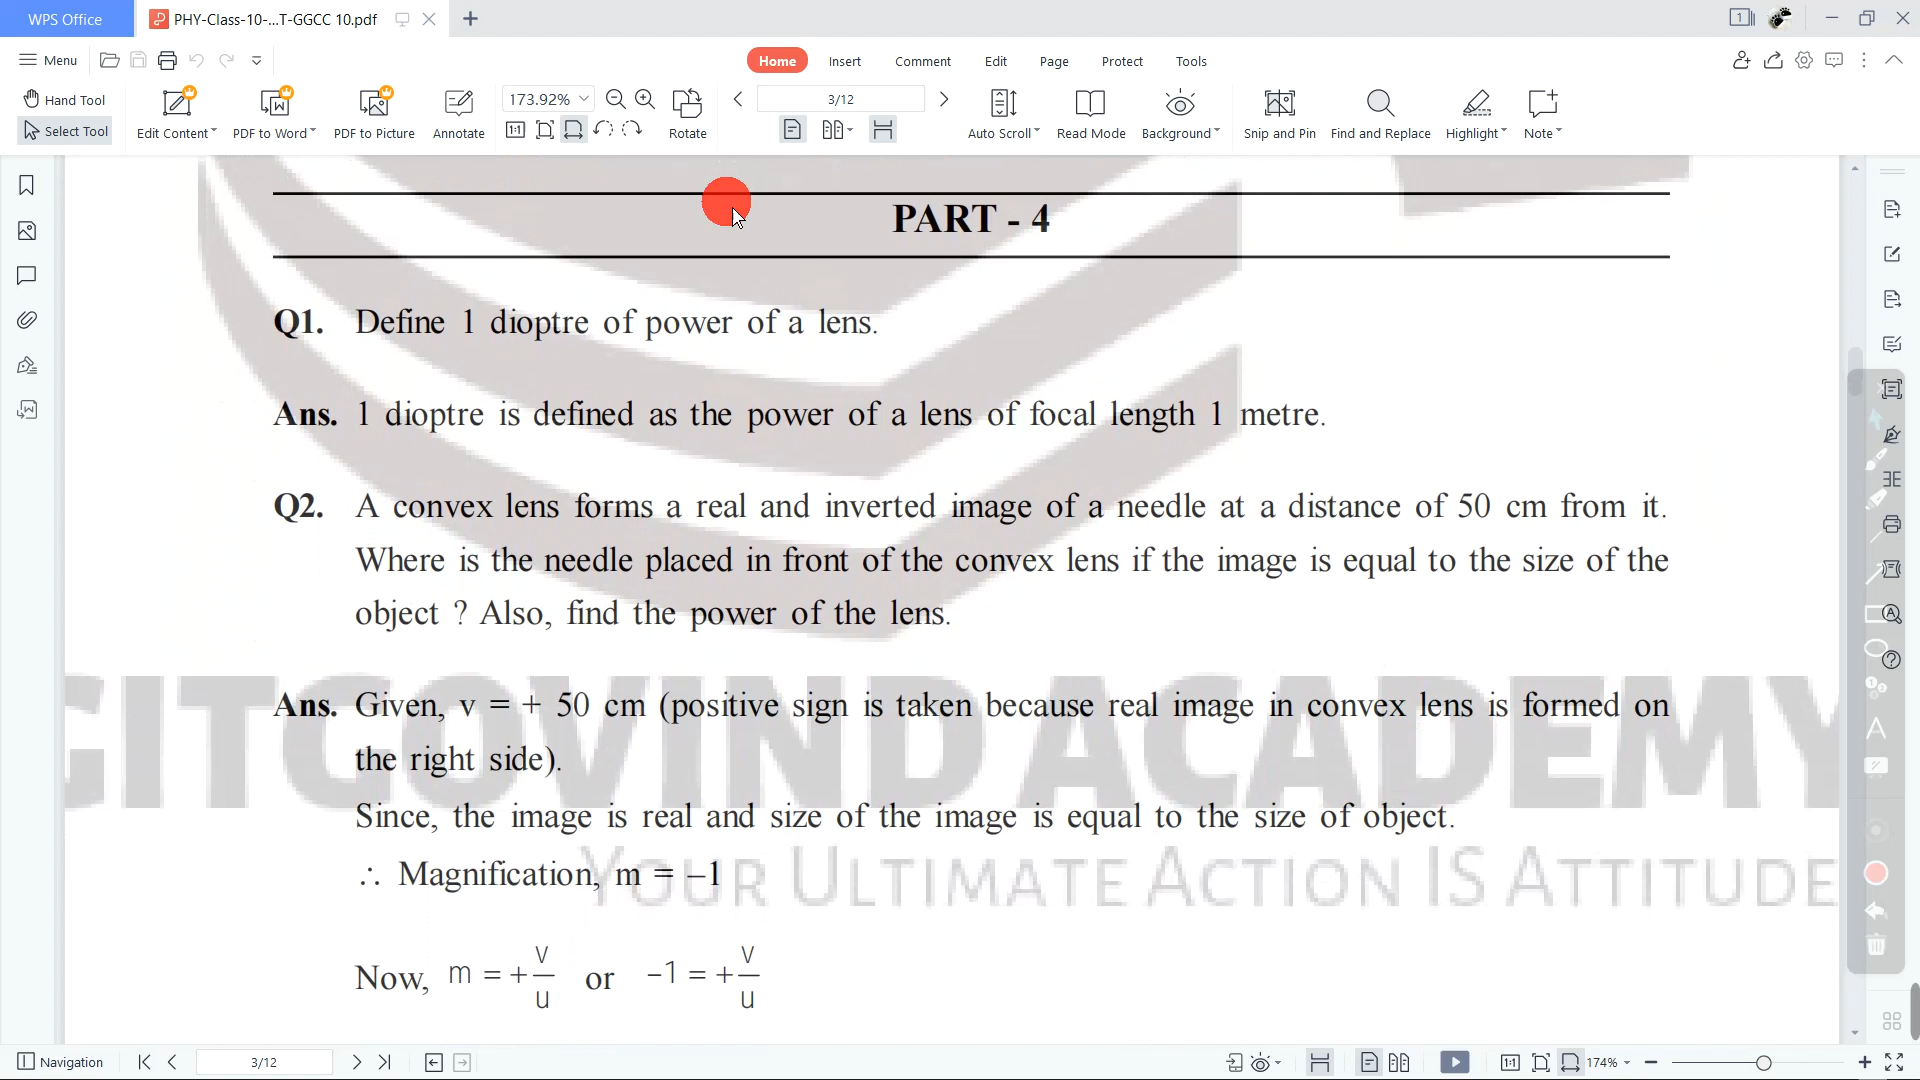 WPS Office
PHY-Class-10-...T-GGCC 10.pdf
1
Menu
Home
Insert
Comment
Edit
Page
Protect
Tools
Hand Tool
Select Tool
Edit Content
PDF to Word
PDF to Picture
Annotate
173.92%
3/12
Rotate
Auto Scroll
Read Mode
Background
Snip and Pin
Find and Replace
Highlight
Note
PART - 4
Q1. Define 1 dioptre of power of a lens.
Ans. 1 dioptre is defined as the power of a lens of focal length 1 metre.
Q2. A convex lens forms a real and inverted image of a needle at a distance of 50 cm from it.
Where is the needle placed in front of the convex lens if the image is equal to the size of the
object ? Also, find the power of the lens.
Ans. Given, v = + 50 cm (positive sign is taken because real image in convex lens is formed on
the right side).
GITGOVIND ACADEMY
Since, the image is real and size of the image is equal to the size of object.
∴ Magnification, m = –1
YOUR ULTIMATE ACTION IS ATTITUDE
Now, m = + v/u or –1 = + v/u
Navigation
3/12
174%